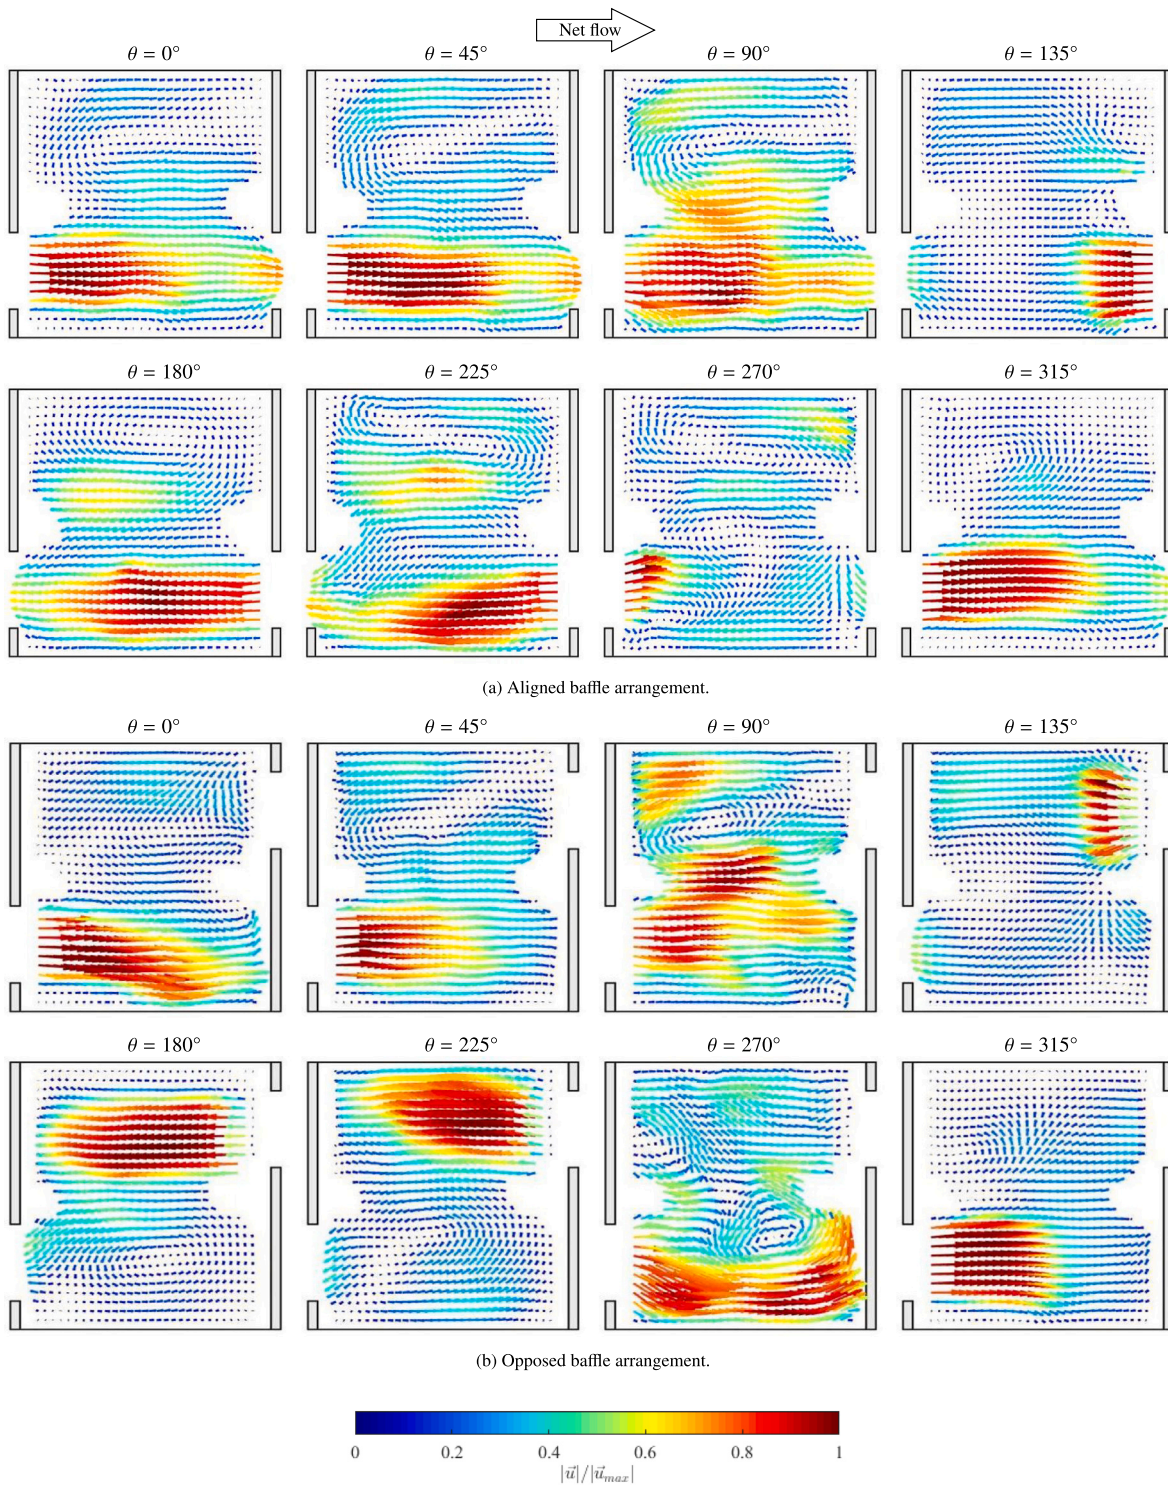 Net flow
θ = 0° θ = 45° θ = 90° θ = 135°
θ = 180° θ = 225° θ = 270° θ = 315°
(a) Aligned baffle arrangement.
θ = 0° θ = 45° θ = 90° θ = 135°
θ = 180° θ = 225° θ = 270° θ = 315°
(b) Opposed baffle arrangement.
0 0.2 0.4 0.6 0.8 1
|u⃗|/|u⃗max|